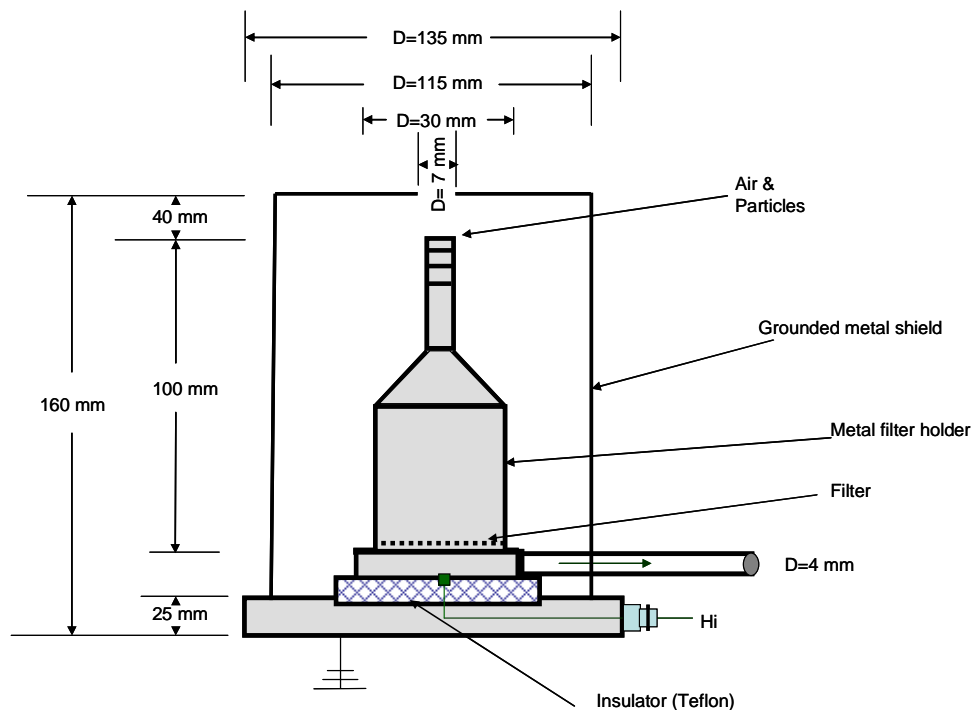 D=135 mm
D=115 mm
D=30 mm
D= 7 mm
Air &
Particles
40 mm
Grounded metal shield
100 mm
160 mm
Metal filter holder
Filter
D=4 mm
25 mm
Hi
Insulator (Teflon)